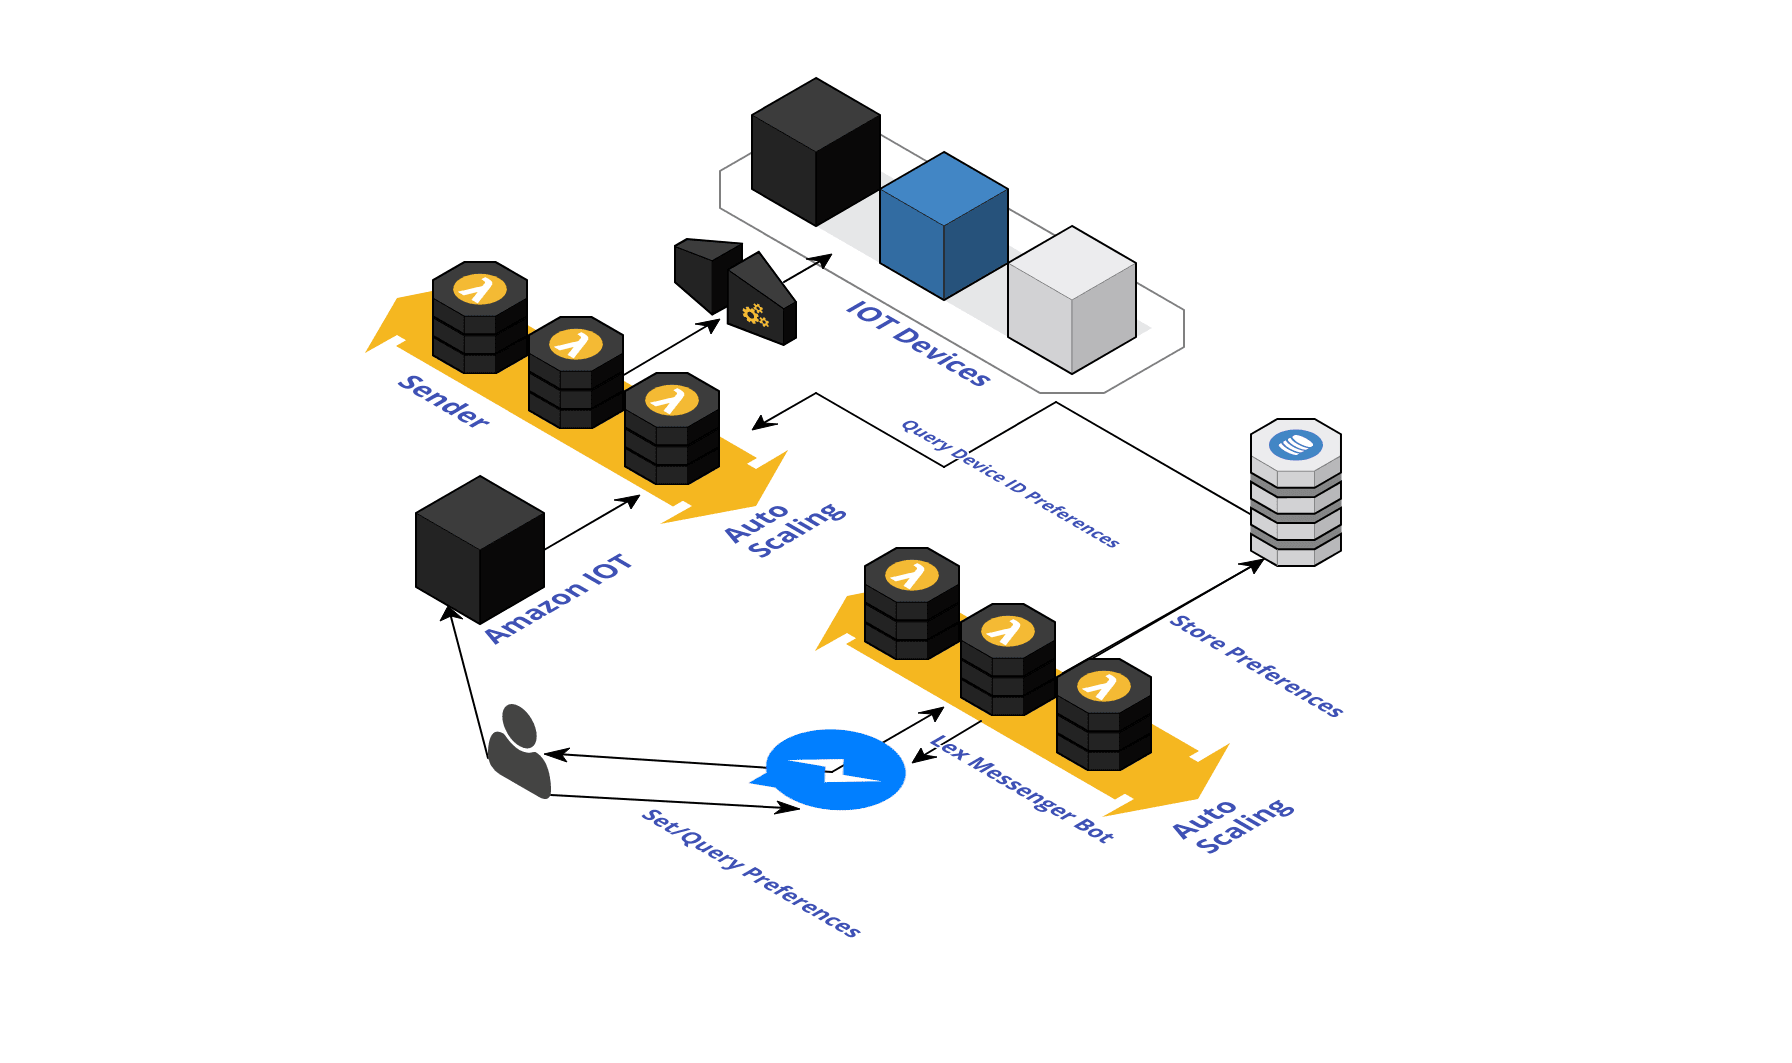 IOT Devices
Sender
Query Device ID Preferences
Auto
Scaling
Amazon IOT
Store Preferences
Lex Messenger Bot
Auto
Scaling
Set/Query Preferences
λ
λ
λ
λ
λ
λ